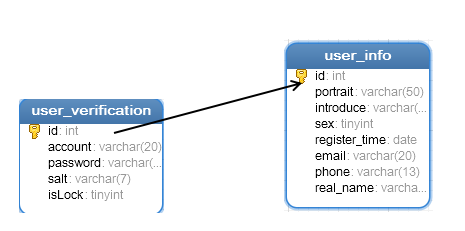 user_info
id: int
portrait: varchar(50)
introduce: varchar(...
sex: tinyint
register_time: date
email: varchar(20)
phone: varchar(13)
real_name: varcha...
user_verification
id: int
account: varchar(20)
password: varchar(...
salt: varchar(7)
isLock: tinyint